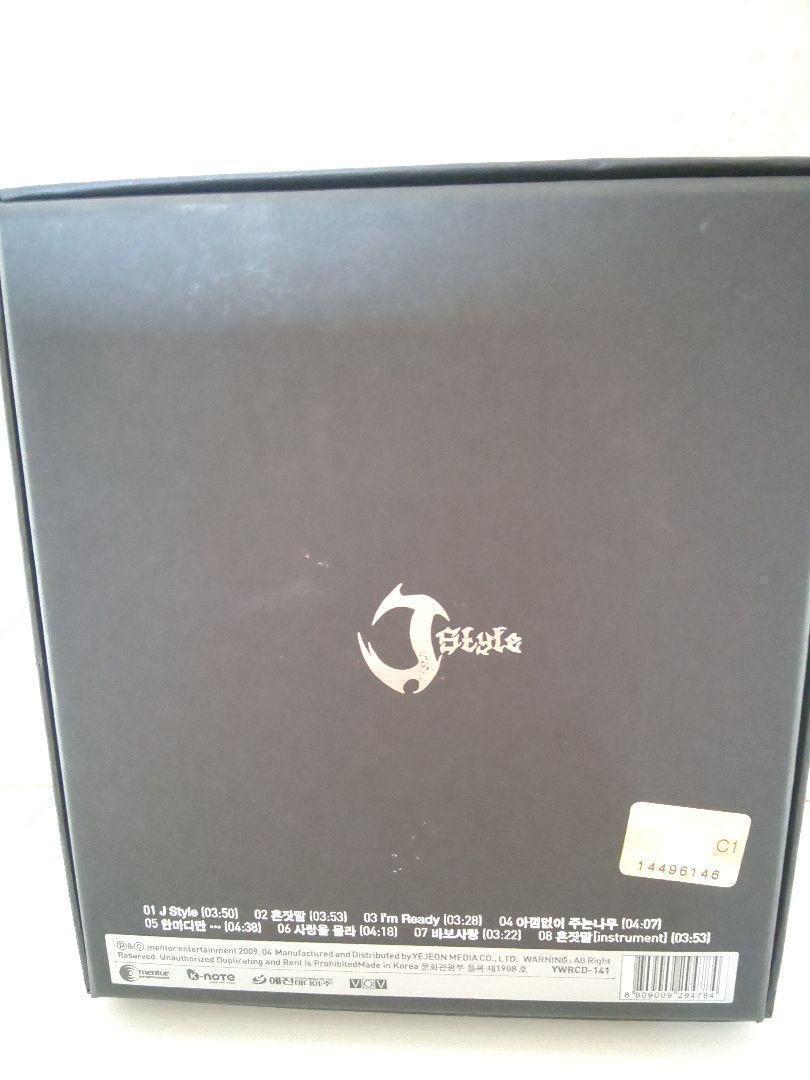 J Style
C1
14496146
01 J Style (03:50) 02 혼잣말 (03:53) 03 I'm Ready (03:28) 04 아낌없이 주는나무 (04:07)
05 한마디만 ··· (04:38) 06 사랑을 몰라 (04:18) 07 바보사랑 (03:22) 08 혼잣말[instrument] (03:53)
ⓟ&ⓒ mentor entertainment 2009. 04 Manufactured and Distributed by YEJEON MEDIA CO., LTD. WARNING : All Right
Reserved. Unauthorized Duplicating and Rent is ProhibitedMade in Korea 문화관광부 등록 제1908 호 YWRCD-141
mentor k-note 예전미디어㈜ VOV
8 809009 294784